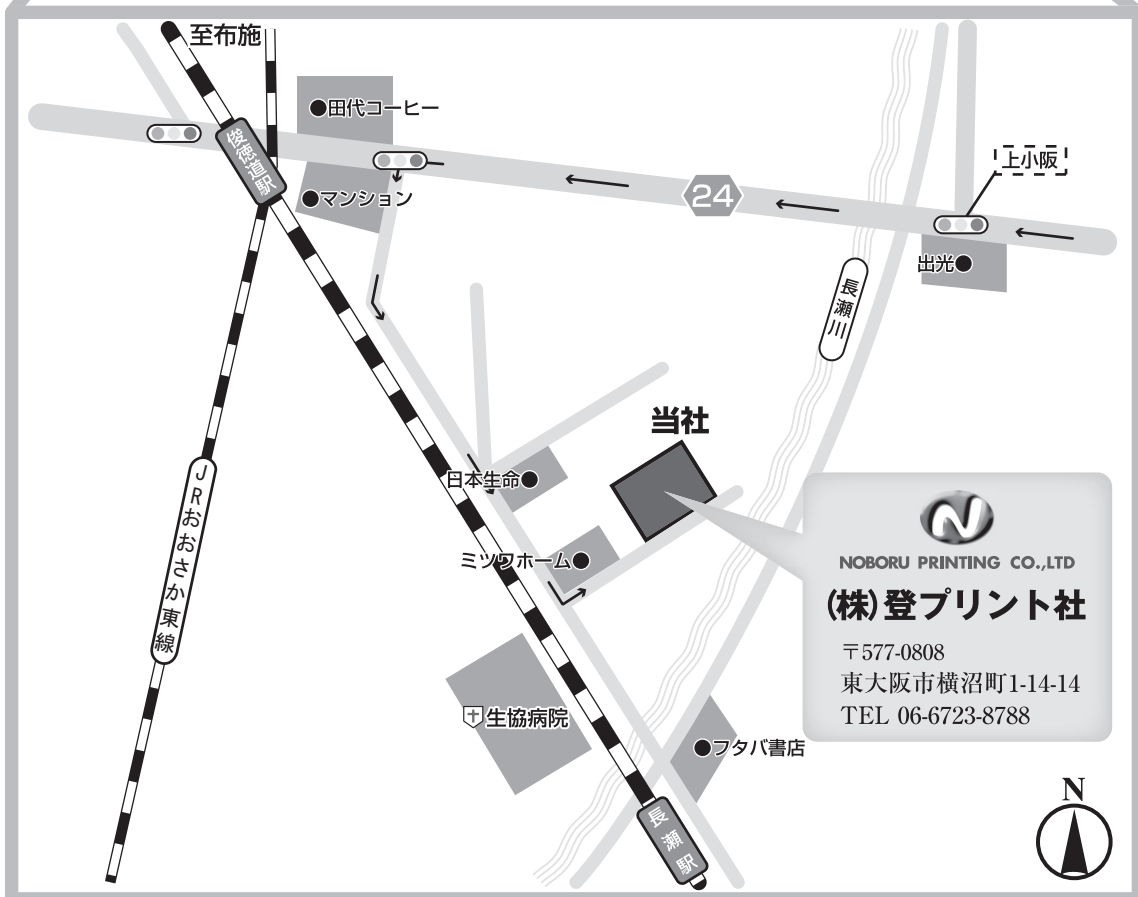 至布施
田代コーヒー
俊徳道駅
マンション
24
上小阪
出光
長瀬川
当社
日本生命
ミツワホーム
JRおおさか東線
生協病院
フタバ書店
長瀬駅
N
NOBORU PRINTING CO.,LTD
(株)登プリント社
〒577-0808
東大阪市横沼町1-14-14
TEL 06-6723-8788
N